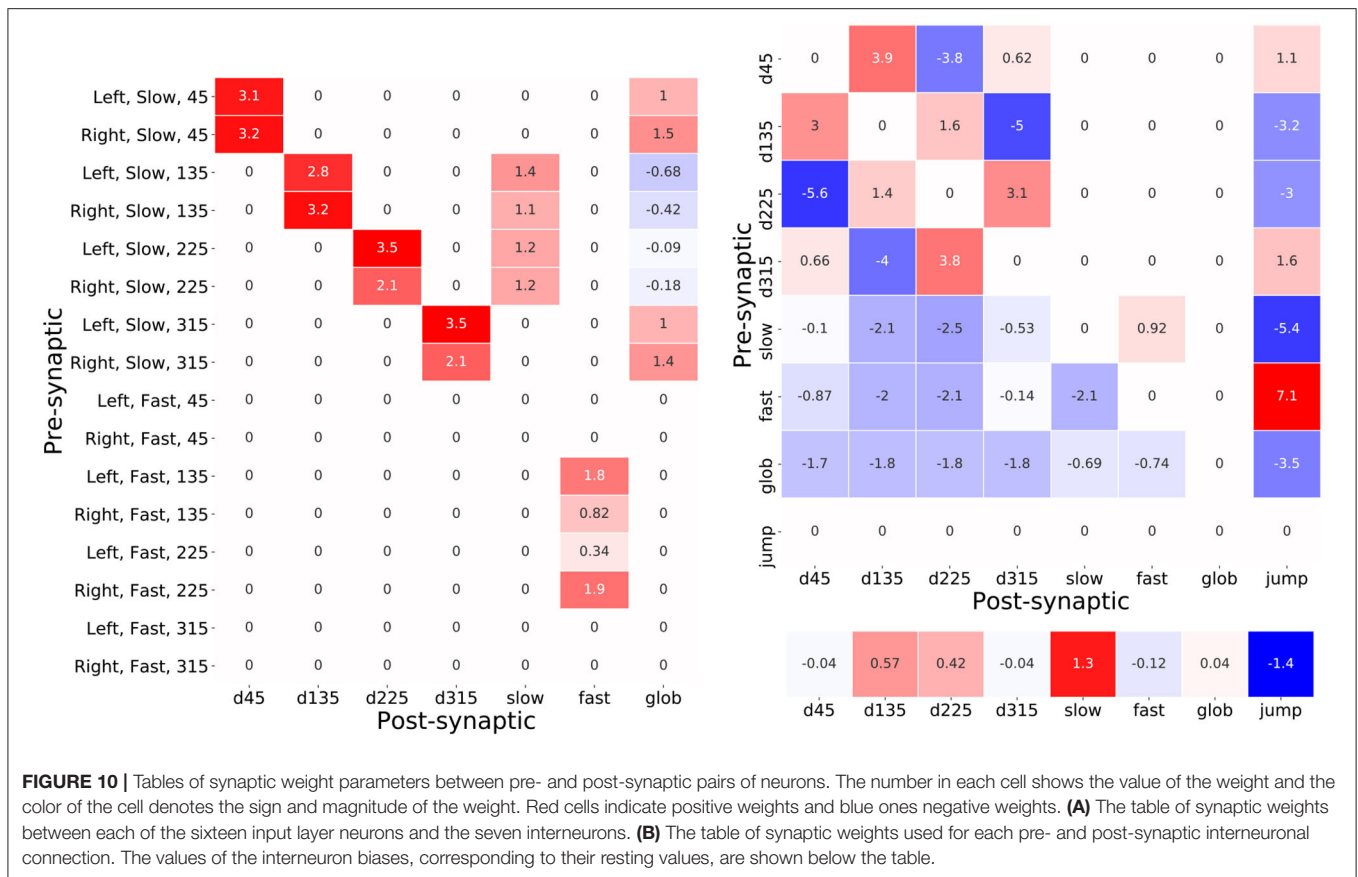 Pre-synaptic
Left, Slow, 45 3.1 0 0 0 0 0 1
Right, Slow, 45 3.2 0 0 0 0 0 1.5
Left, Slow, 135 0 2.8 0 0 1.4 0 -0.68
Right, Slow, 135 0 3.2 0 0 1.1 0 -0.42
Left, Slow, 225 0 0 3.5 0 1.2 0 -0.09
Right, Slow, 225 0 0 2.1 0 1.2 0 -0.18
Left, Slow, 315 0 0 0 3.5 0 0 1
Right, Slow, 315 0 0 0 2.1 0 0 1.4
Left, Fast, 45 0 0 0 0 0 0 0
Right, Fast, 45 0 0 0 0 0 0 0
Left, Fast, 135 0 0 0 0 0 1.8 0
Right, Fast, 135 0 0 0 0 0 0.82 0
Left, Fast, 225 0 0 0 0 0 0.34 0
Right, Fast, 225 0 0 0 0 0 1.9 0
Left, Fast, 315 0 0 0 0 0 0 0
Right, Fast, 315 0 0 0 0 0 0 0
d45 d135 d225 d315 slow fast glob
Post-synaptic
Pre-synaptic
d45 0 3.9 -3.8 0.62 0 0 0 1.1
d135 3 0 1.6 -5 0 0 0 -3.2
d225 -5.6 1.4 0 3.1 0 0 0 -3
d315 0.66 -4 3.8 0 0 0 0 1.6
slow -0.1 -2.1 -2.5 -0.53 0 0.92 0 -5.4
fast -0.87 -2 -2.1 -0.14 -2.1 0 0 7.1
glob -1.7 -1.8 -1.8 -1.8 -0.69 -0.74 0 -3.5
jump 0 0 0 0 0 0 0 0
d45 d135 d225 d315 slow fast glob jump
Post-synaptic
-0.04 0.57 0.42 -0.04 1.3 -0.12 0.04 -1.4
d45 d135 d225 d315 slow fast glob jump
FIGURE 10 | Tables of synaptic weight parameters between pre- and post-synaptic pairs of neurons. The number in each cell shows the value of the weight and the
color of the cell denotes the sign and magnitude of the weight. Red cells indicate positive weights and blue ones negative weights. (A) The table of synaptic weights
between each of the sixteen input layer neurons and the seven interneurons. (B) The table of synaptic weights used for each pre- and post-synaptic interneuronal
connection. The values of the interneuron biases, corresponding to their resting values, are shown below the table.